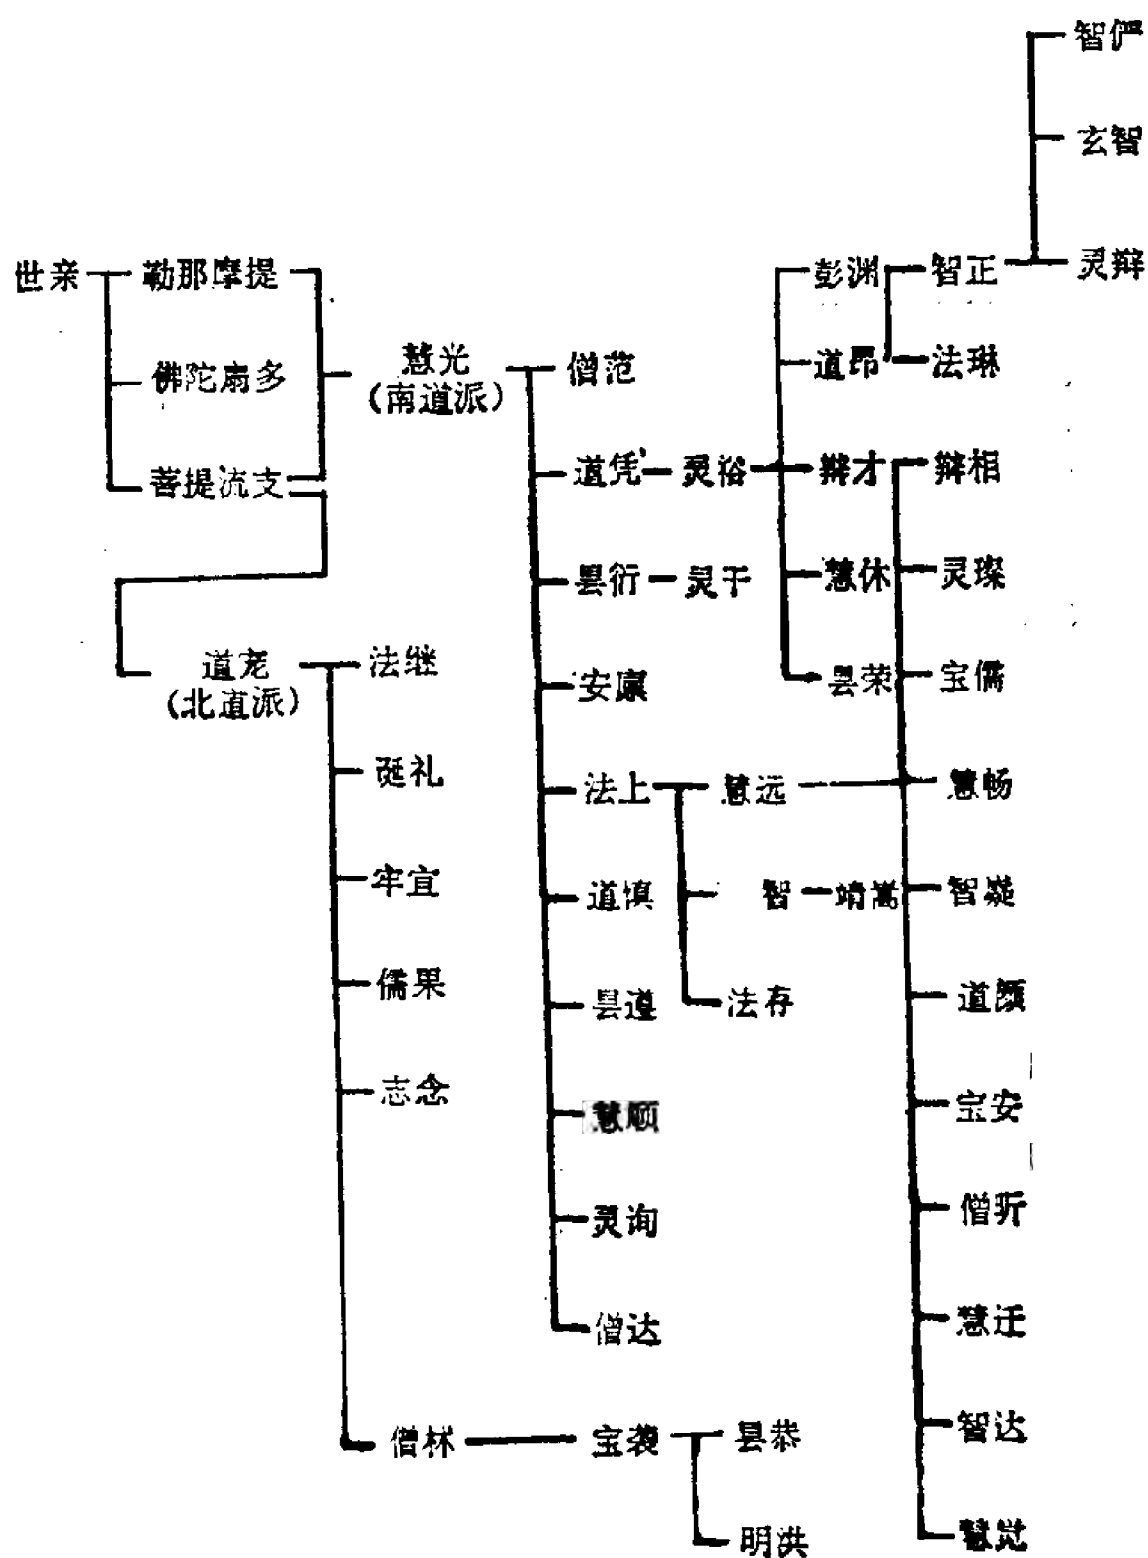 智俨
玄智
世亲 勒那摩提 彭渊 智正 灵辩
佛陀扇多 慧光 僧范 道昂 法琳
(南道派)
菩提流支 道凭 灵裕 辩才 辩相
昙衍 灵干 慧休 灵璨
道宠 法继 安廪 昙荣 宝儒
(北道派)
诞礼 法上 慧远 慧畅
牢宜 道慎 智 靖嵩 智嶷
儒果 昙遵 法存 道颜
志念 慧顺 宝安
灵询 僧昕
僧达 慧迁
僧林 宝袭 昙恭 智达
明洪